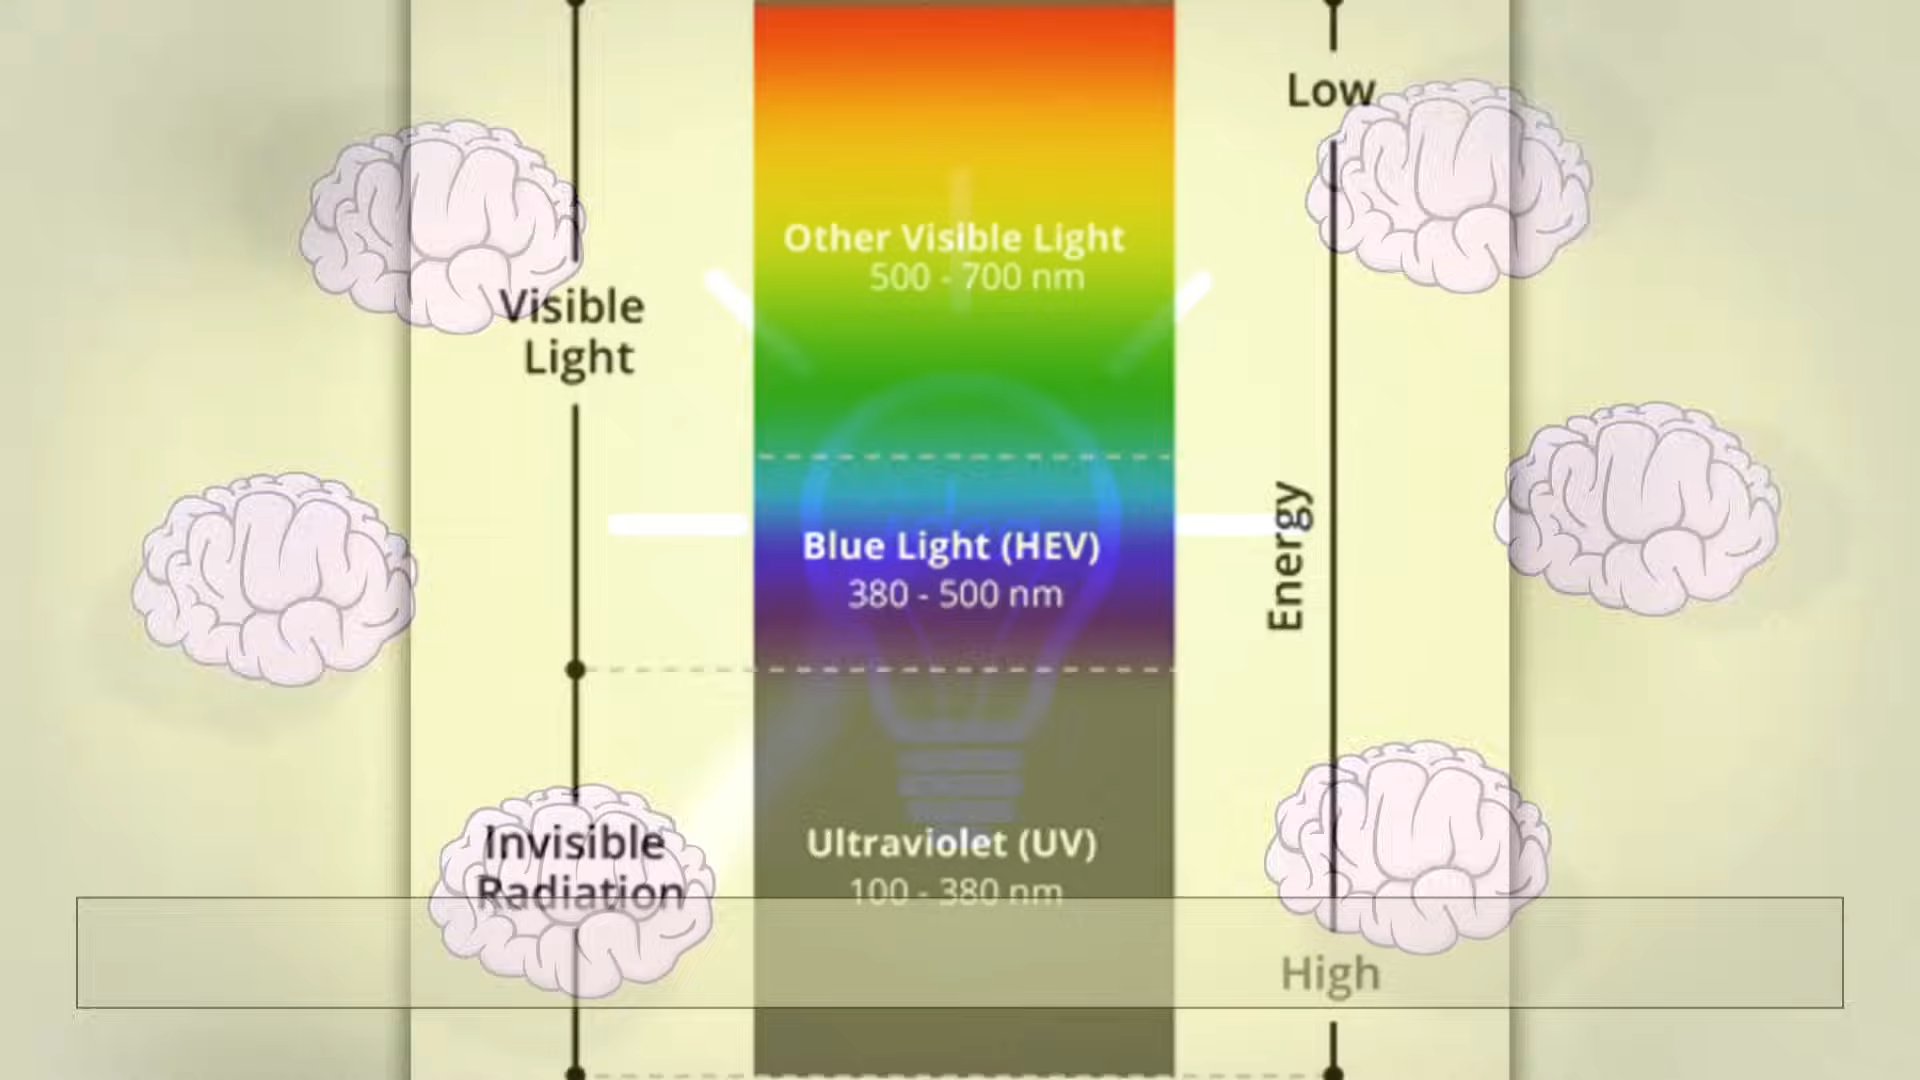 Low
Other Visible Light
500 - 700 nm
Visible
Light
Energy
Blue Light (HEV)
380 - 500 nm
Invisible
Radiation
Ultraviolet (UV)
100 - 380 nm
High